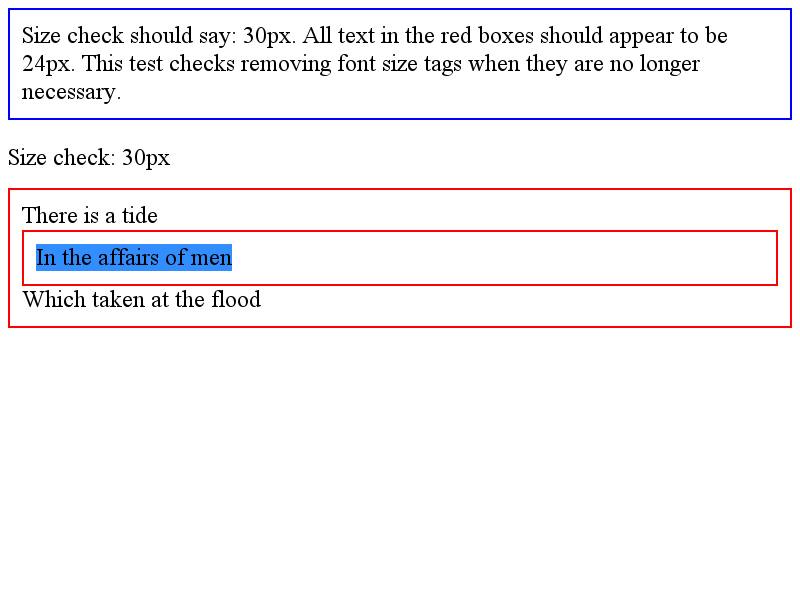 Size check should say: 30px. All text in the red boxes should appear to be
24px. This test checks removing font size tags when they are no longer
necessary.
Size check: 30px
There is a tide
In the affairs of men
Which taken at the flood